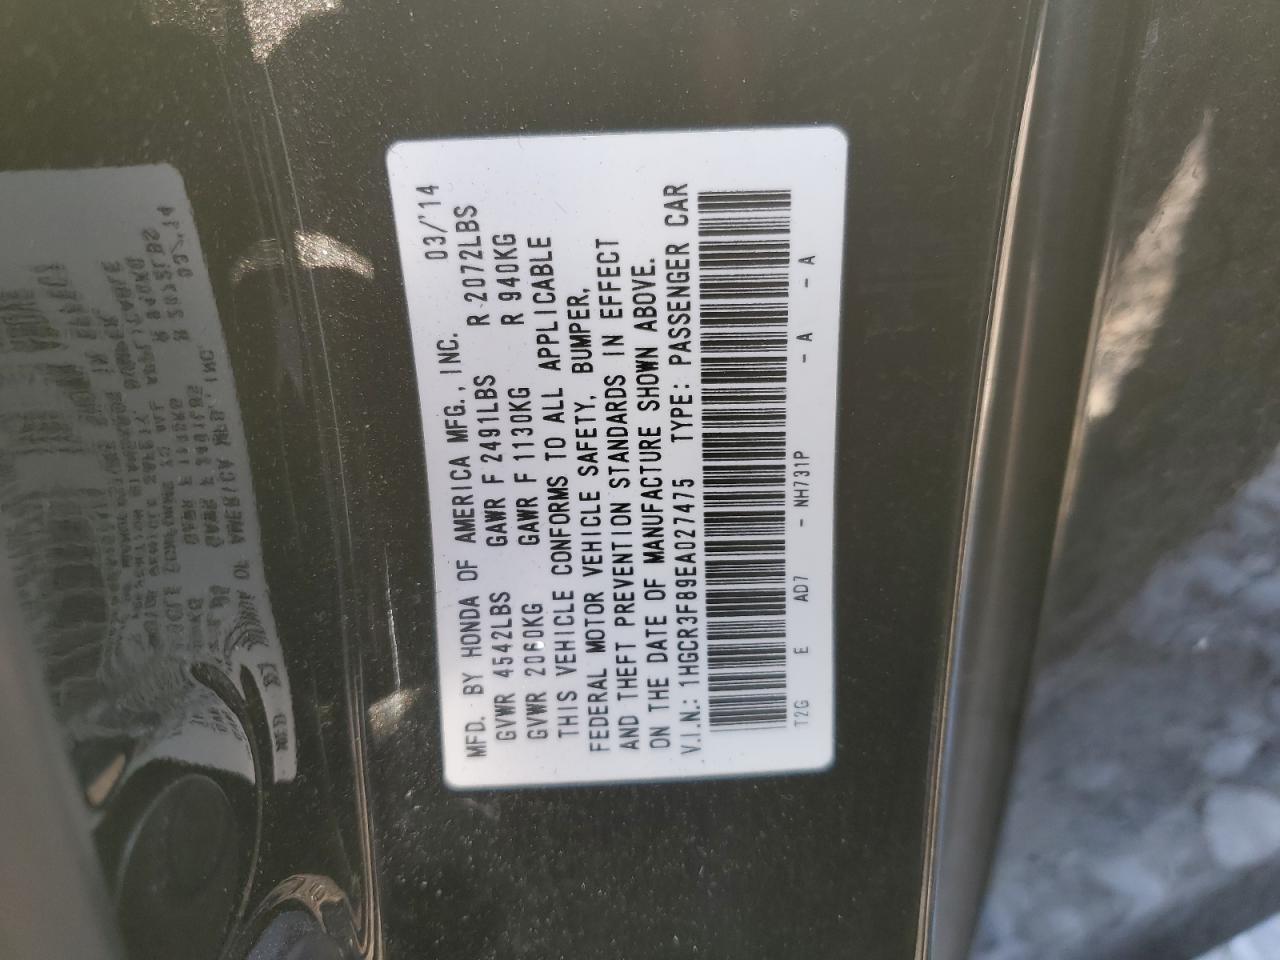 MFD. BY HONDA OF AMERICA MFG., INC. 03/'14
GVWR 4542LBS GAWR F 2491LBS R 2072LBS
GVWR 2060KG GAWR F 1130KG R 940KG
THIS VEHICLE CONFORMS TO ALL APPLICABLE
FEDERAL MOTOR VEHICLE SAFETY, BUMPER,
AND THEFT PREVENTION STANDARDS IN EFFECT
ON THE DATE OF MANUFACTURE SHOWN ABOVE.
V.I.N.: 1HGCR3F89EA027475 TYPE: PASSENGER CAR
T2G E AD7 - NH731P - A - A